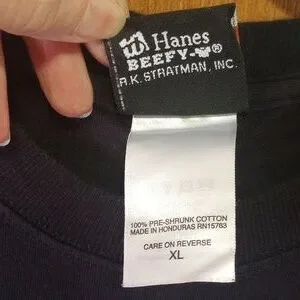 Hanes
BEEFY-T®
R.K. STRATMAN, INC.
100% PRE-SHRUNK COTTON
MADE IN HONDURAS RN15763
CARE ON REVERSE
XL